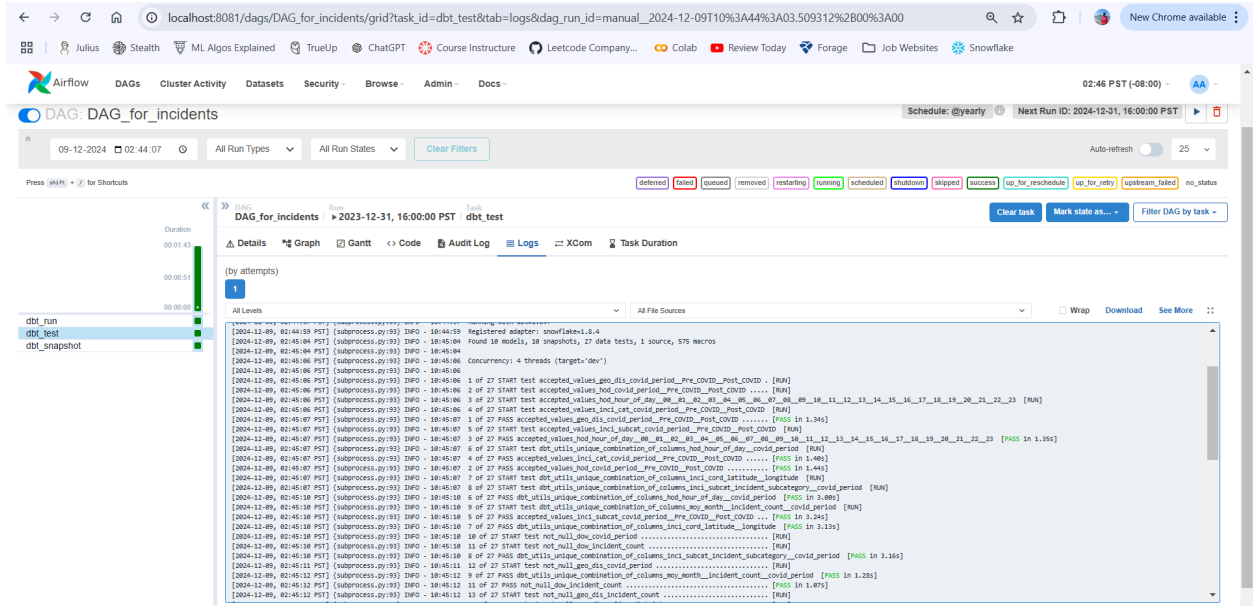 localhost:8081/dags/DAG_for_incidents/grid?task_id=dbt_test&tab=logs&dag_run_id=manual__2024-12-09T10%3A44%3A03.509312%2B00%3A00
New Chrome available
Julius Stealth ML Algos Explained TrueUp ChatGPT Course Instructure Leetcode Company... Colab Review Today Forage Job Websites Snowflake
Airflow DAGs Cluster Activity Datasets Security Browse Admin Docs 02:46 PST (-08:00) AA
DAG: DAG_for_incidents Schedule: @yearly Next Run ID: 2024-12-31, 16:00:00 PST
09-12-2024 02:44:07 All Run Types All Run States Clear Filters Auto-refresh 25
Press shift + / for Shortcuts deferred failed queued removed restarting running scheduled shutdown skipped success up_for_reschedule up_for_retry upstream_failed no_status
DAG Run Task
DAG_for_incidents / 2023-12-31, 16:00:00 PST / dbt_test Clear task Mark state as... Filter DAG by task
Duration
00:01:43
00:00:51
00:00:00
dbt_run
dbt_test
dbt_snapshot
Details Graph Gantt Code Audit Log Logs XCom Task Duration
(by attempts)
1
All Levels All File Sources Wrap Download See More
[2024-12-09, 02:44:59 PST] {subprocess.py:93} INFO - 10:44:59 Registered adapter: snowflake=1.8.4
[2024-12-09, 02:45:04 PST] {subprocess.py:93} INFO - 10:45:04 Found 10 models, 10 snapshots, 27 data tests, 1 source, 575 macros
[2024-12-09, 02:45:04 PST] {subprocess.py:93} INFO - 10:45:04
[2024-12-09, 02:45:06 PST] {subprocess.py:93} INFO - 10:45:06 Concurrency: 4 threads (target='dev')
[2024-12-09, 02:45:06 PST] {subprocess.py:93} INFO - 10:45:06
[2024-12-09, 02:45:06 PST] {subprocess.py:93} INFO - 10:45:06 1 of 27 START test accepted_values_geo_dis_covid_period__Pre_COVID__Post_COVID . [RUN]
[2024-12-09, 02:45:06 PST] {subprocess.py:93} INFO - 10:45:06 2 of 27 START test accepted_values_hod_covid_period__Pre_COVID__Post_COVID ..... [RUN]
[2024-12-09, 02:45:06 PST] {subprocess.py:93} INFO - 10:45:06 3 of 27 START test accepted_values_hod_hour_of_day__00__01__02__03__04__05__06__07__08__09__10__11__12__13__14__15__16__17__18__19__20__21__22__23 [RUN]
[2024-12-09, 02:45:06 PST] {subprocess.py:93} INFO - 10:45:06 4 of 27 START test accepted_values_inci_cat_covid_period__Pre_COVID__Post_COVID [RUN]
[2024-12-09, 02:45:07 PST] {subprocess.py:93} INFO - 10:45:07 1 of 27 PASS accepted_values_geo_dis_covid_period__Pre_COVID__Post_COVID ....... [PASS in 1.34s]
[2024-12-09, 02:45:07 PST] {subprocess.py:93} INFO - 10:45:07 5 of 27 START test accepted_values_inci_subcat_covid_period__Pre_COVID__Post_COVID [RUN]
[2024-12-09, 02:45:07 PST] {subprocess.py:93} INFO - 10:45:07 3 of 27 PASS accepted_values_hod_hour_of_day__00__01__02__03__04__05__06__07__08__09__10__11__12__13__14__15__16__17__18__19__20__21__22__23 [PASS in 1.35s]
[2024-12-09, 02:45:07 PST] {subprocess.py:93} INFO - 10:45:07 6 of 27 START test dbt_utils_unique_combination_of_columns_hod_hour_of_day__covid_period [RUN]
[2024-12-09, 02:45:07 PST] {subprocess.py:93} INFO - 10:45:07 4 of 27 PASS accepted_values_inci_cat_covid_period__Pre_COVID__Post_COVID ...... [PASS in 1.40s]
[2024-12-09, 02:45:07 PST] {subprocess.py:93} INFO - 10:45:07 2 of 27 PASS accepted_values_hod_covid_period__Pre_COVID__Post_COVID ........... [PASS in 1.44s]
[2024-12-09, 02:45:07 PST] {subprocess.py:93} INFO - 10:45:07 7 of 27 START test dbt_utils_unique_combination_of_columns_inci_cord_latitude__longitude [RUN]
[2024-12-09, 02:45:07 PST] {subprocess.py:93} INFO - 10:45:07 8 of 27 START test dbt_utils_unique_combination_of_columns_inci_subcat_incident_subcategory__covid_period [RUN]
[2024-12-09, 02:45:10 PST] {subprocess.py:93} INFO - 10:45:10 6 of 27 PASS dbt_utils_unique_combination_of_columns_hod_hour_of_day__covid_period [PASS in 3.00s]
[2024-12-09, 02:45:10 PST] {subprocess.py:93} INFO - 10:45:10 9 of 27 START test dbt_utils_unique_combination_of_columns_moy_month__incident_count__covid_period [RUN]
[2024-12-09, 02:45:10 PST] {subprocess.py:93} INFO - 10:45:10 5 of 27 PASS accepted_values_inci_subcat_covid_period__Pre_COVID__Post_COVID ... [PASS in 3.24s]
[2024-12-09, 02:45:10 PST] {subprocess.py:93} INFO - 10:45:10 7 of 27 PASS dbt_utils_unique_combination_of_columns_inci_cord_latitude__longitude [PASS in 3.13s]
[2024-12-09, 02:45:10 PST] {subprocess.py:93} INFO - 10:45:10 10 of 27 START test not_null_dow_covid_period ................................ [RUN]
[2024-12-09, 02:45:10 PST] {subprocess.py:93} INFO - 10:45:10 11 of 27 START test not_null_dow_incident_count .............................. [RUN]
[2024-12-09, 02:45:10 PST] {subprocess.py:93} INFO - 10:45:10 8 of 27 PASS dbt_utils_unique_combination_of_columns_inci_subcat_incident_subcategory__covid_period [PASS in 3.16s]
[2024-12-09, 02:45:11 PST] {subprocess.py:93} INFO - 10:45:11 12 of 27 START test not_null_geo_dis_covid_period ............................ [RUN]
[2024-12-09, 02:45:12 PST] {subprocess.py:93} INFO - 10:45:12 9 of 27 PASS dbt_utils_unique_combination_of_columns_moy_month__incident_count__covid_period [PASS in 1.28s]
[2024-12-09, 02:45:12 PST] {subprocess.py:93} INFO - 10:45:12 11 of 27 PASS not_null_dow_incident_count .................................... [PASS in 1.07s]
[2024-12-09, 02:45:12 PST] {subprocess.py:93} INFO - 10:45:12 13 of 27 START test not_null_geo_dis_incident_count .......................... [RUN]